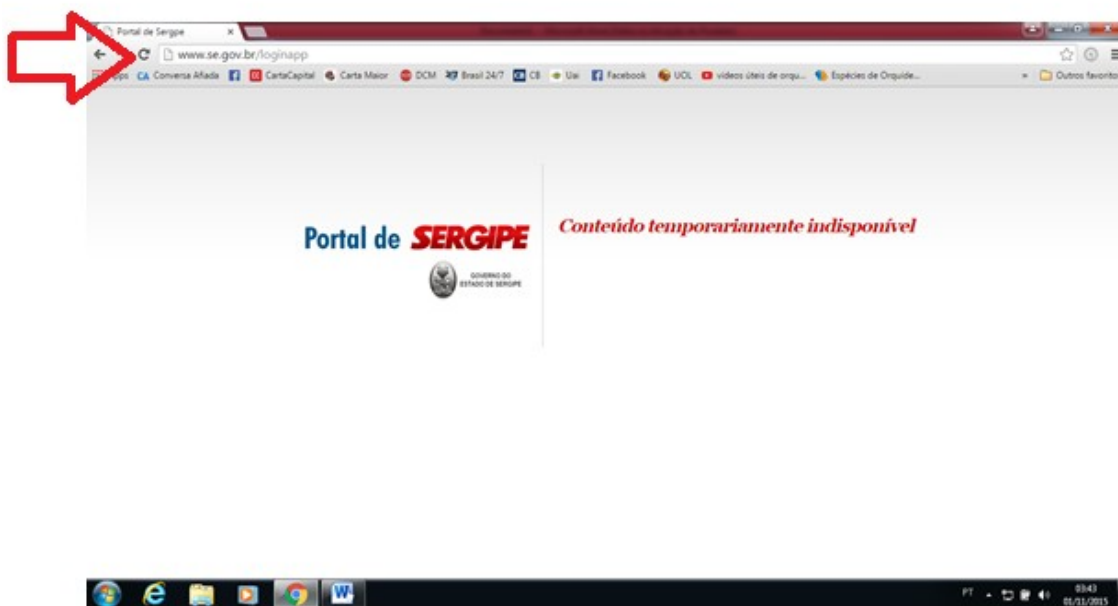 Portal de Sergipe
www.se.gov.br/loginapp
Apps Conversa Afiada CartaCapital Carta Maior DCM Brasil 24/7 CB Uai Facebook UOL vídeos úteis de orqu... Espécies de Orquíde... Outros favoritos
Portal de SERGIPE
GOVERNO DO
ESTADO DE SERGIPE
Conteúdo temporariamente indisponível
PT
03:43
01/11/2015